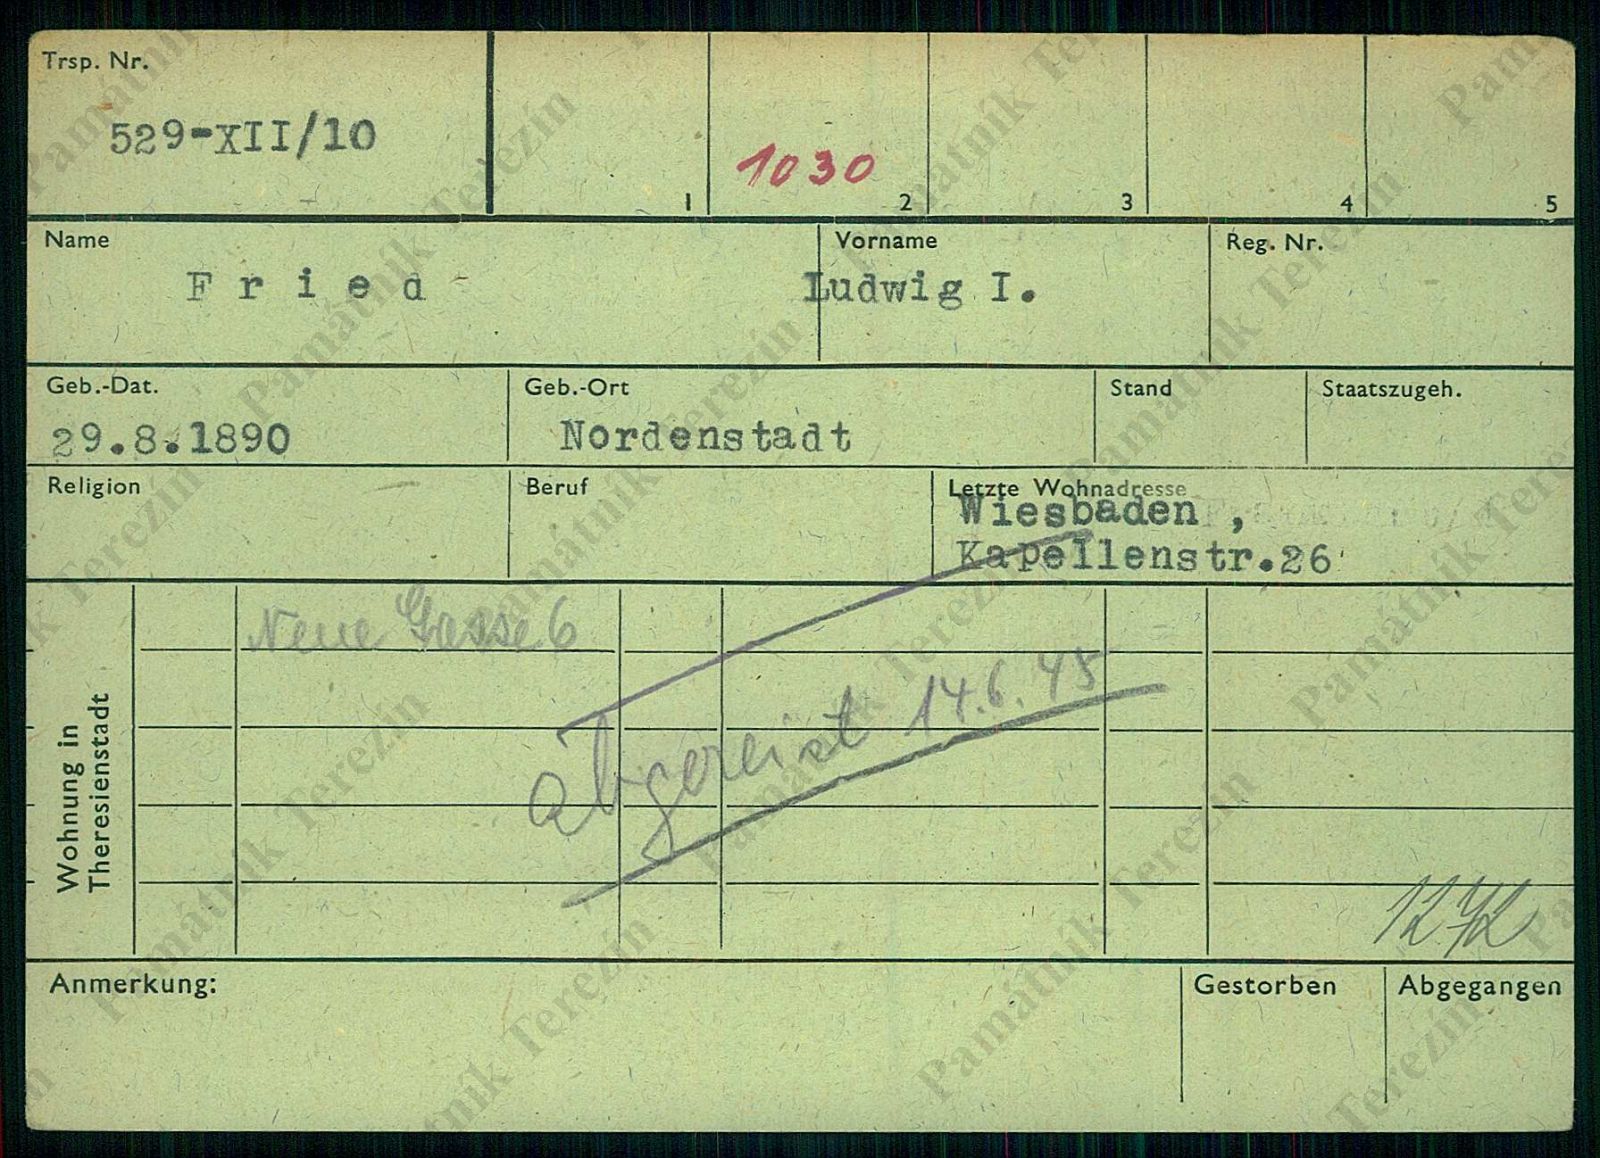 Trsp. Nr.
529-XII/10
1
1030
2
3
4
5
Name
Fried
Vorname
Ludwig I.
Reg. Nr.
Geb.-Dat.
29.8.1890
Geb.-Ort
Nordenstadt
Stand
Staatszugeh.
Religion
Beruf
Letzte Wohnadresse
Wiesbaden ,
Kapellenstr.26
Wohnung in
Theresienstadt
Neue Gasse 6
abgereist 14.6.45
Anmerkung:
Gestorben
Abgegangen
Památník Terezín